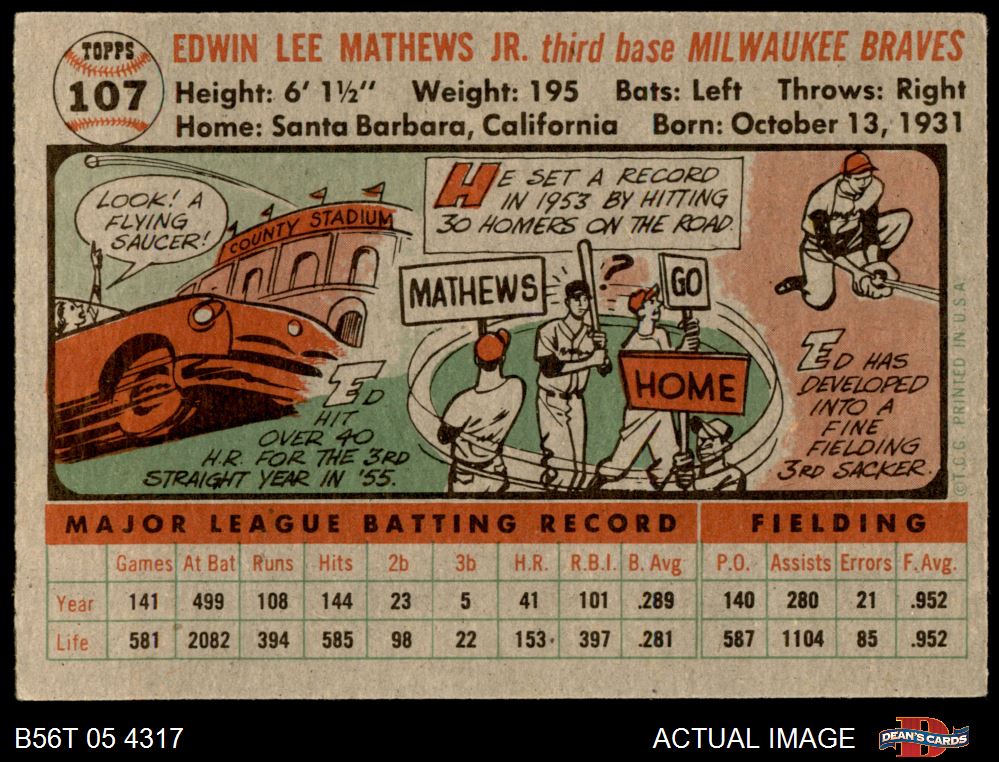 TOPPS
107
EDWIN LEE MATHEWS JR. third base MILWAUKEE BRAVES
Height: 6' 1½" Weight: 195 Bats: Left Throws: Right
Home: Santa Barbara, California Born: October 13, 1931
LOOK! A
FLYING
SAUCER!
COUNTY STADIUM
ED
HIT
OVER 40
H.R. FOR THE 3RD
STRAIGHT YEAR IN '55.
HE SET A RECORD
IN 1953 BY HITTING
30 HOMERS ON THE ROAD.
MATHEWS
?
GO
HOME
ED HAS
DEVELOPED
INTO A
FINE
FIELDING
3RD SACKER.
© T.C.G. PRINTED IN U.S.A.
MAJOR LEAGUE BATTING RECORD FIELDING
Games At Bat Runs Hits 2b 3b H.R. R.B.I. B. Avg P.O. Assists Errors F. Avg.
Year 141 499 108 144 23 5 41 101 .289 140 280 21 .952
Life 581 2082 394 585 98 22 153 397 .281 587 1104 85 .952
B56T 05 4317 ACTUAL IMAGE DEAN'S CARDS